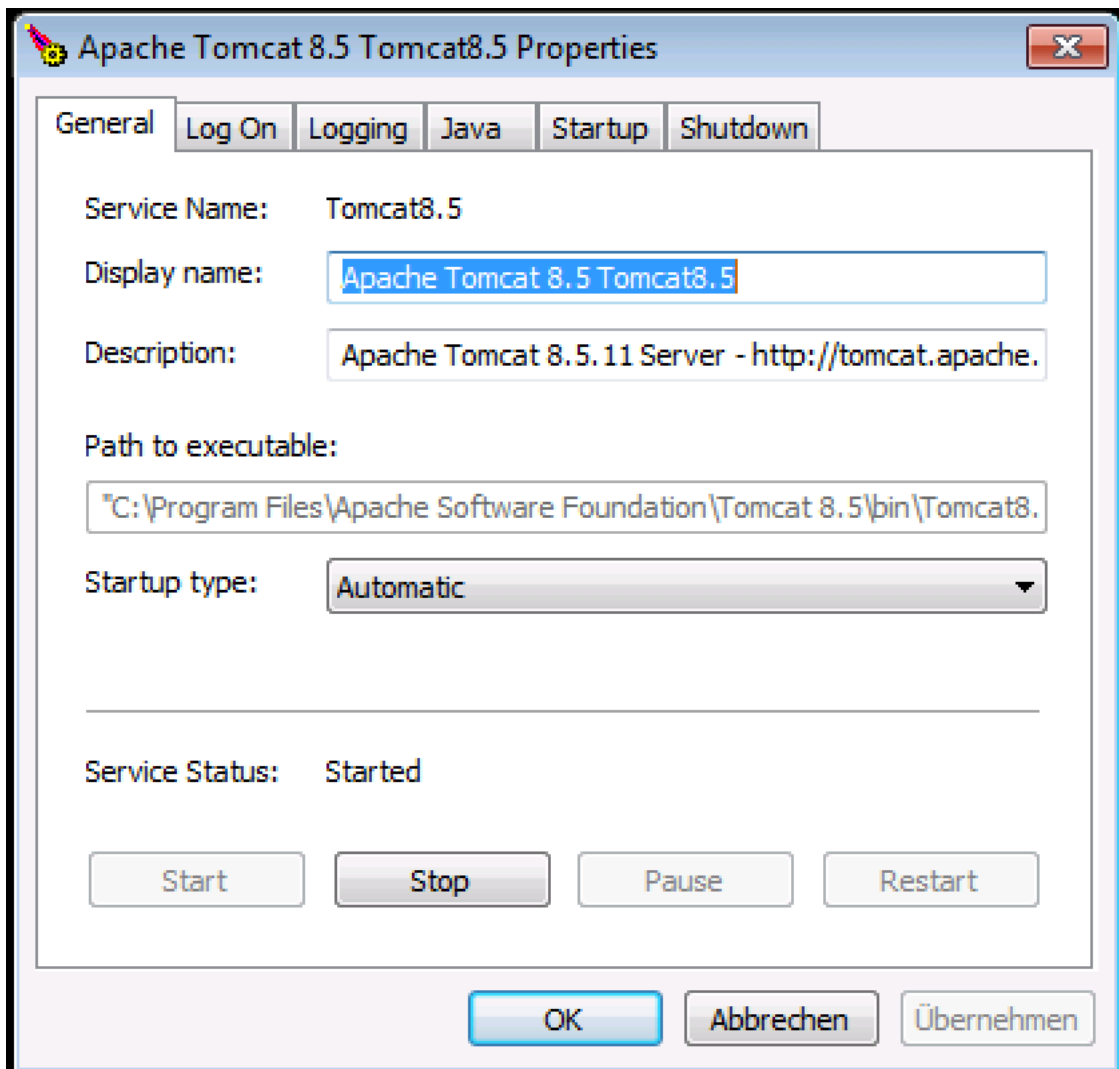 Apache Tomcat 8.5 Tomcat8.5 Properties
General Log On Logging Java Startup Shutdown
Service Name: Tomcat8.5
Display name: Apache Tomcat 8.5 Tomcat8.5
Description: Apache Tomcat 8.5.11 Server - http://tomcat.apache.
Path to executable:
"C:\Program Files\Apache Software Foundation\Tomcat 8.5\bin\Tomcat8.
Startup type: Automatic
Service Status: Started
Start Stop Pause Restart
OK Abbrechen Übernehmen